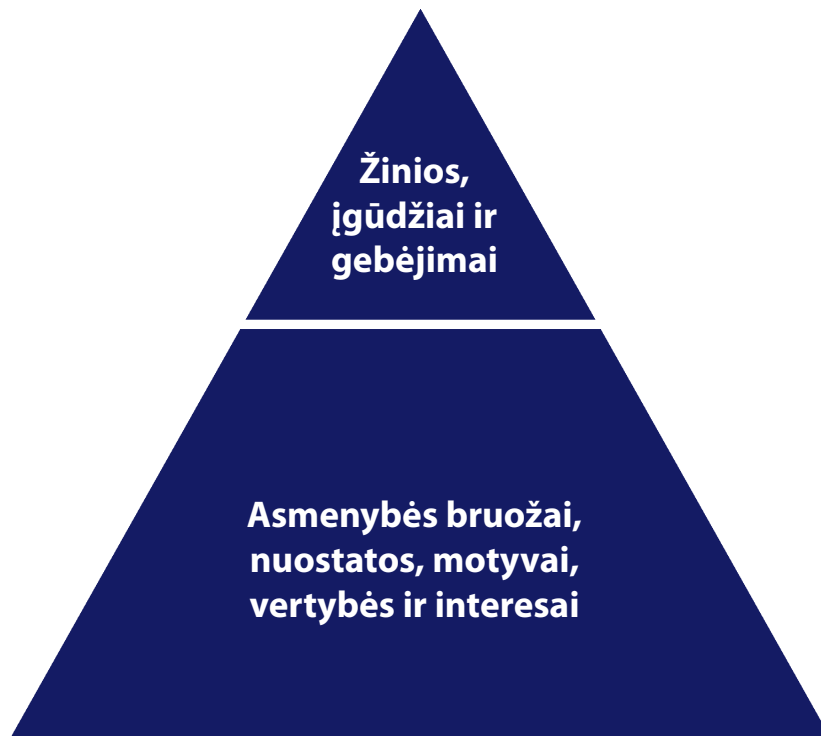 Žinios,
įgūdžiai ir
gebėjimai
Asmenybės bruožai,
nuostatos, motyvai,
vertybės ir interesai